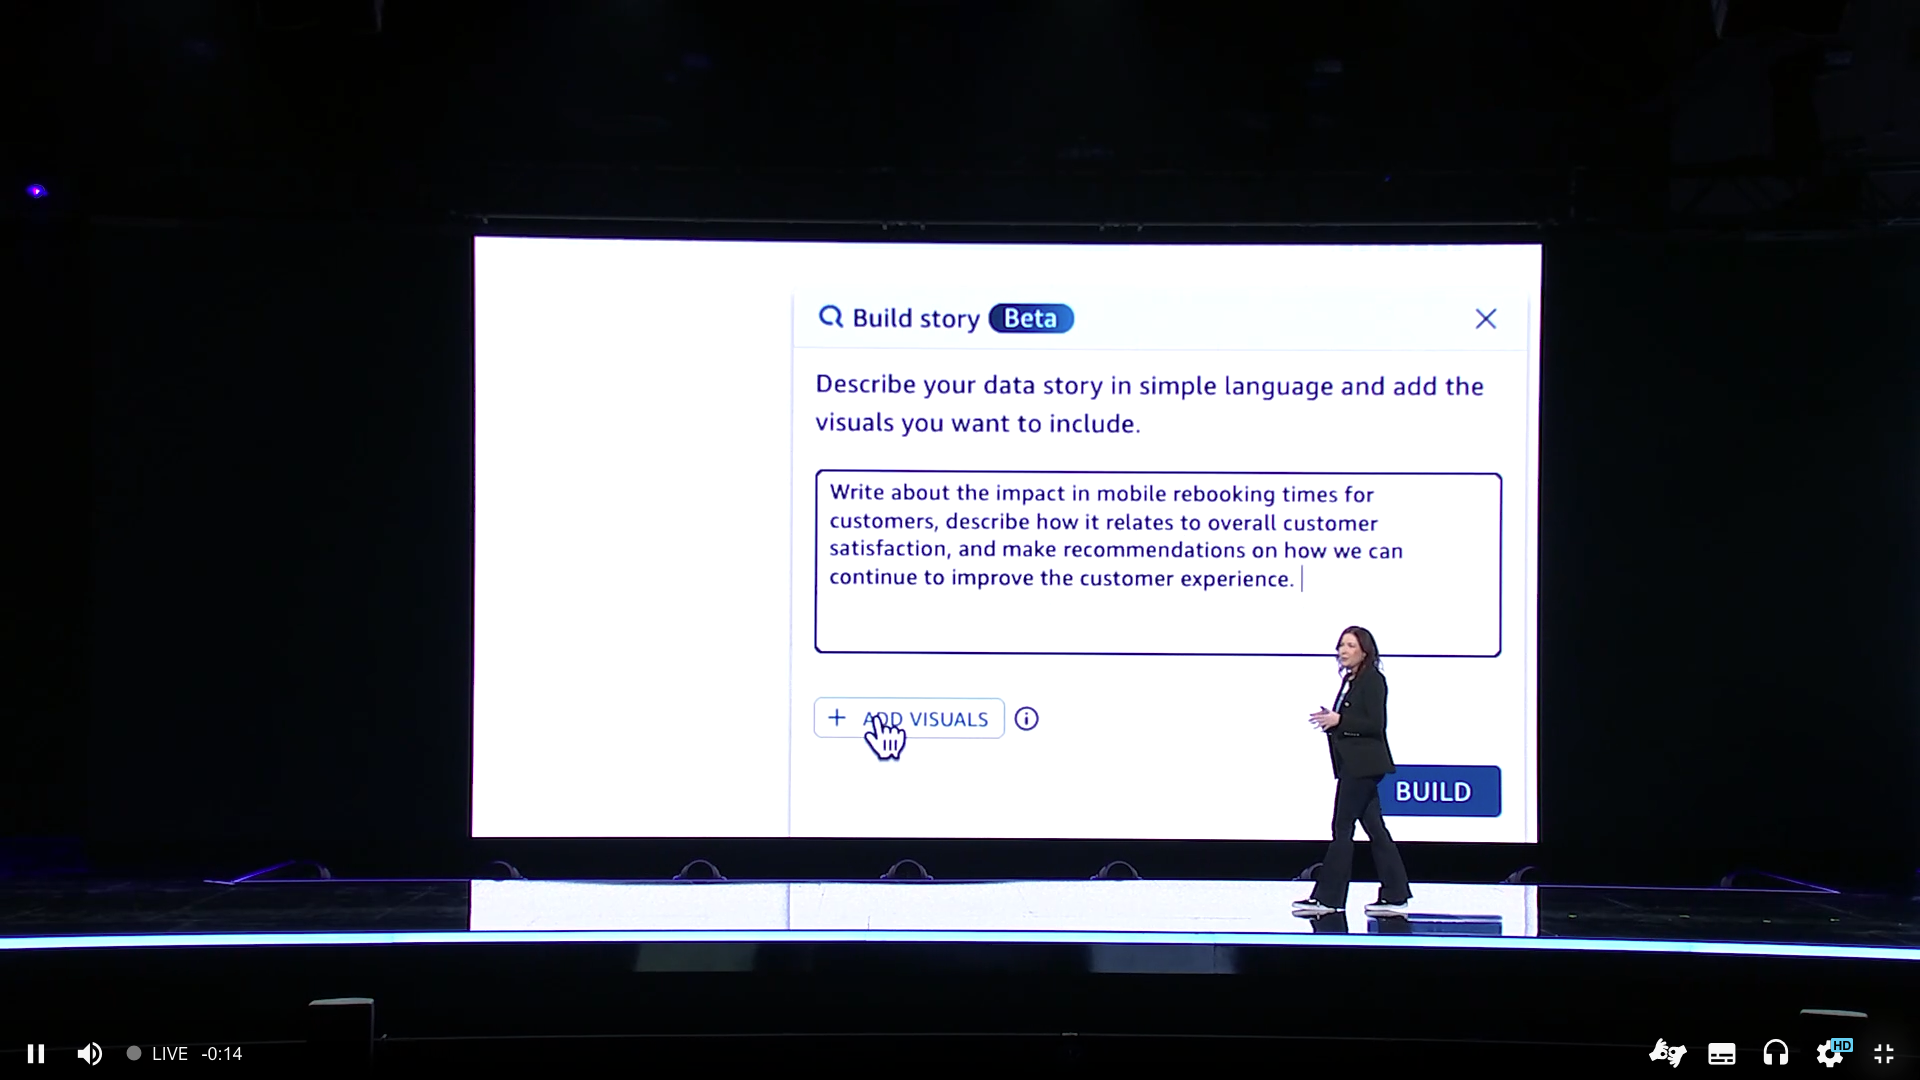 Build story Beta
Describe your data story in simple language and add the
visuals you want to include.
Write about the impact in mobile rebooking times for
customers, describe how it relates to overall customer
satisfaction, and make recommendations on how we can
continue to improve the customer experience.
+ ADD VISUALS
BUILD
LIVE -0:14
HD